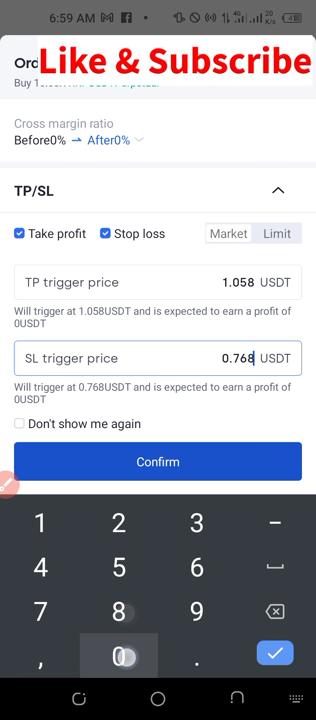 6:59 AM
4G
20
K/s
Ord
Like & Subscribe
Buy
Cross margin ratio
Before0% → After0%
TP/SL
Take profit
Stop loss
Market
Limit
TP trigger price
1.058 USDT
Will trigger at 1.058USDT and is expected to earn a profit of
0USDT
SL trigger price
0.768 USDT
Will trigger at 0.768USDT and is expected to earn a profit of
0USDT
Don't show me again
Confirm
1 2 3 −
4 5 6
7 8 9
, 0 .